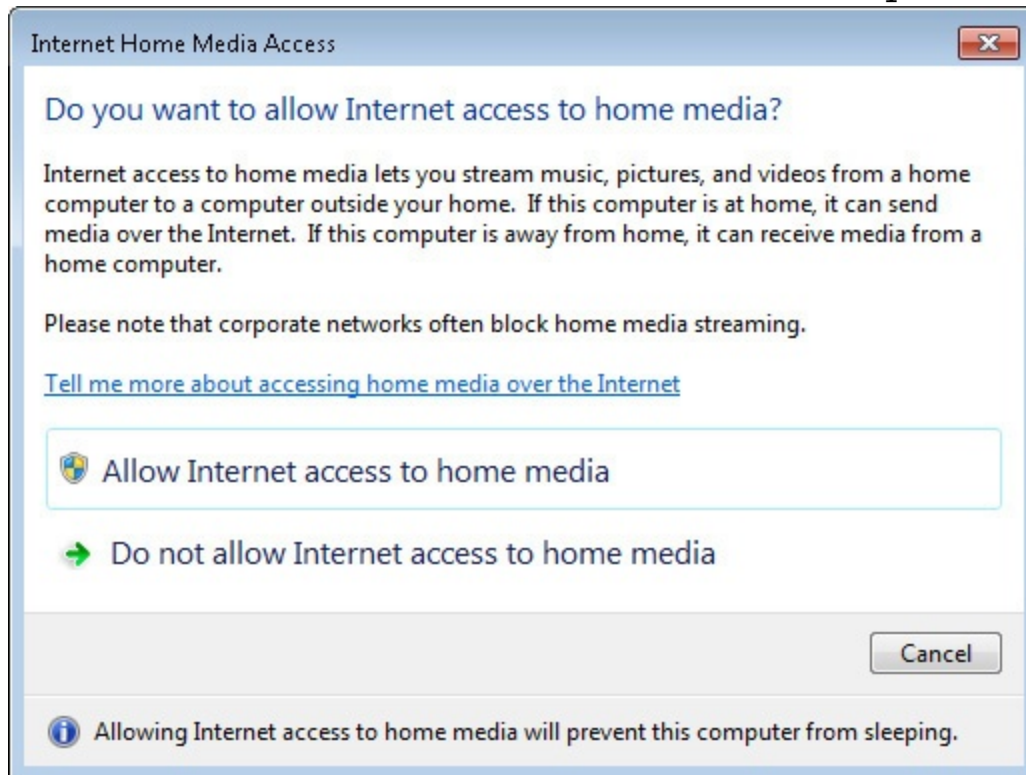 Internet Home Media Access
Do you want to allow Internet access to home media?
Internet access to home media lets you stream music, pictures, and videos from a home
computer to a computer outside your home.  If this computer is at home, it can send
media over the Internet.  If this computer is away from home, it can receive media from a
home computer.
Please note that corporate networks often block home media streaming.
Tell me more about accessing home media over the Internet
Allow Internet access to home media
Do not allow Internet access to home media
Cancel
Allowing Internet access to home media will prevent this computer from sleeping.